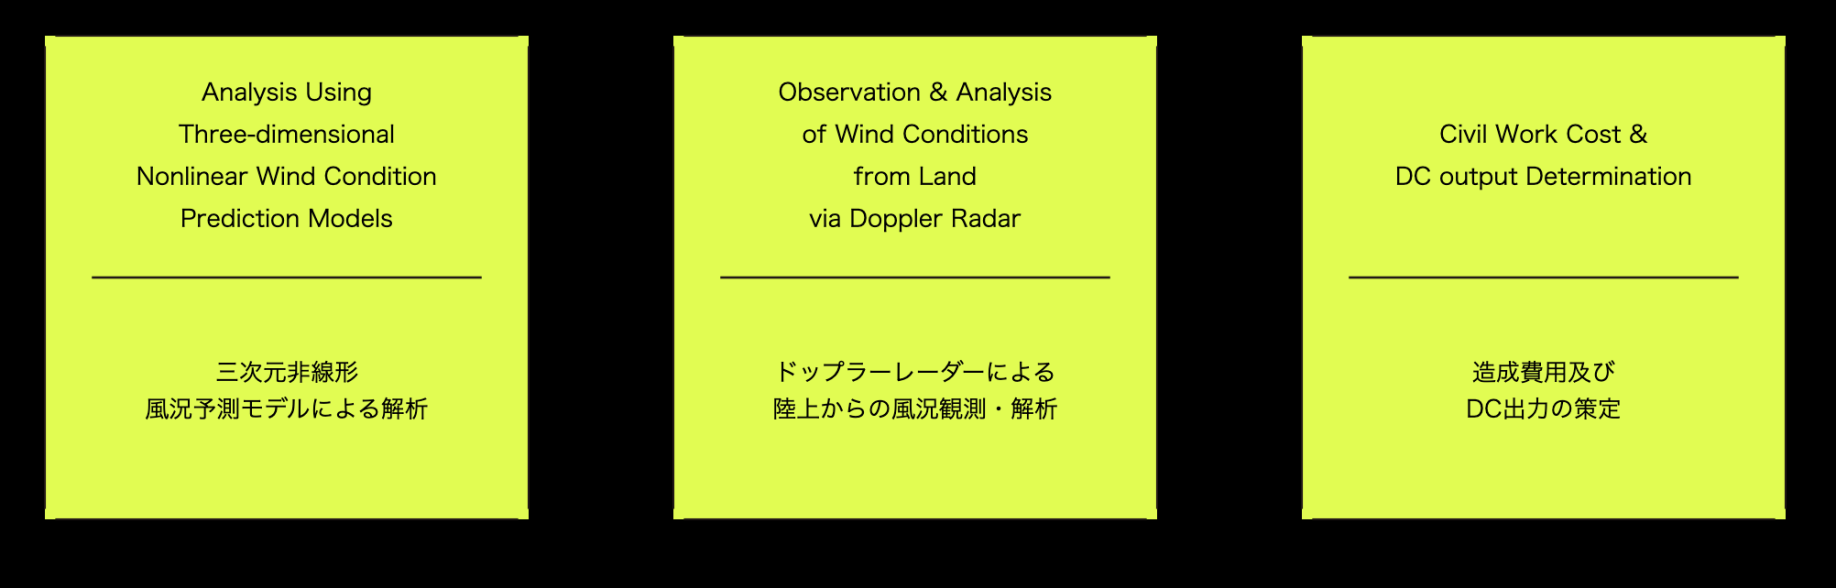 Analysis Using
Three-dimensional
Nonlinear Wind Condition
Prediction Models
三次元非線形
風況予測モデルによる解析
Observation & Analysis
of Wind Conditions
from Land
via Doppler Radar
ドップラーレーダーによる
陸上からの風況観測・解析
Civil Work Cost &
DC output Determination
造成費用及び
DC出力の策定